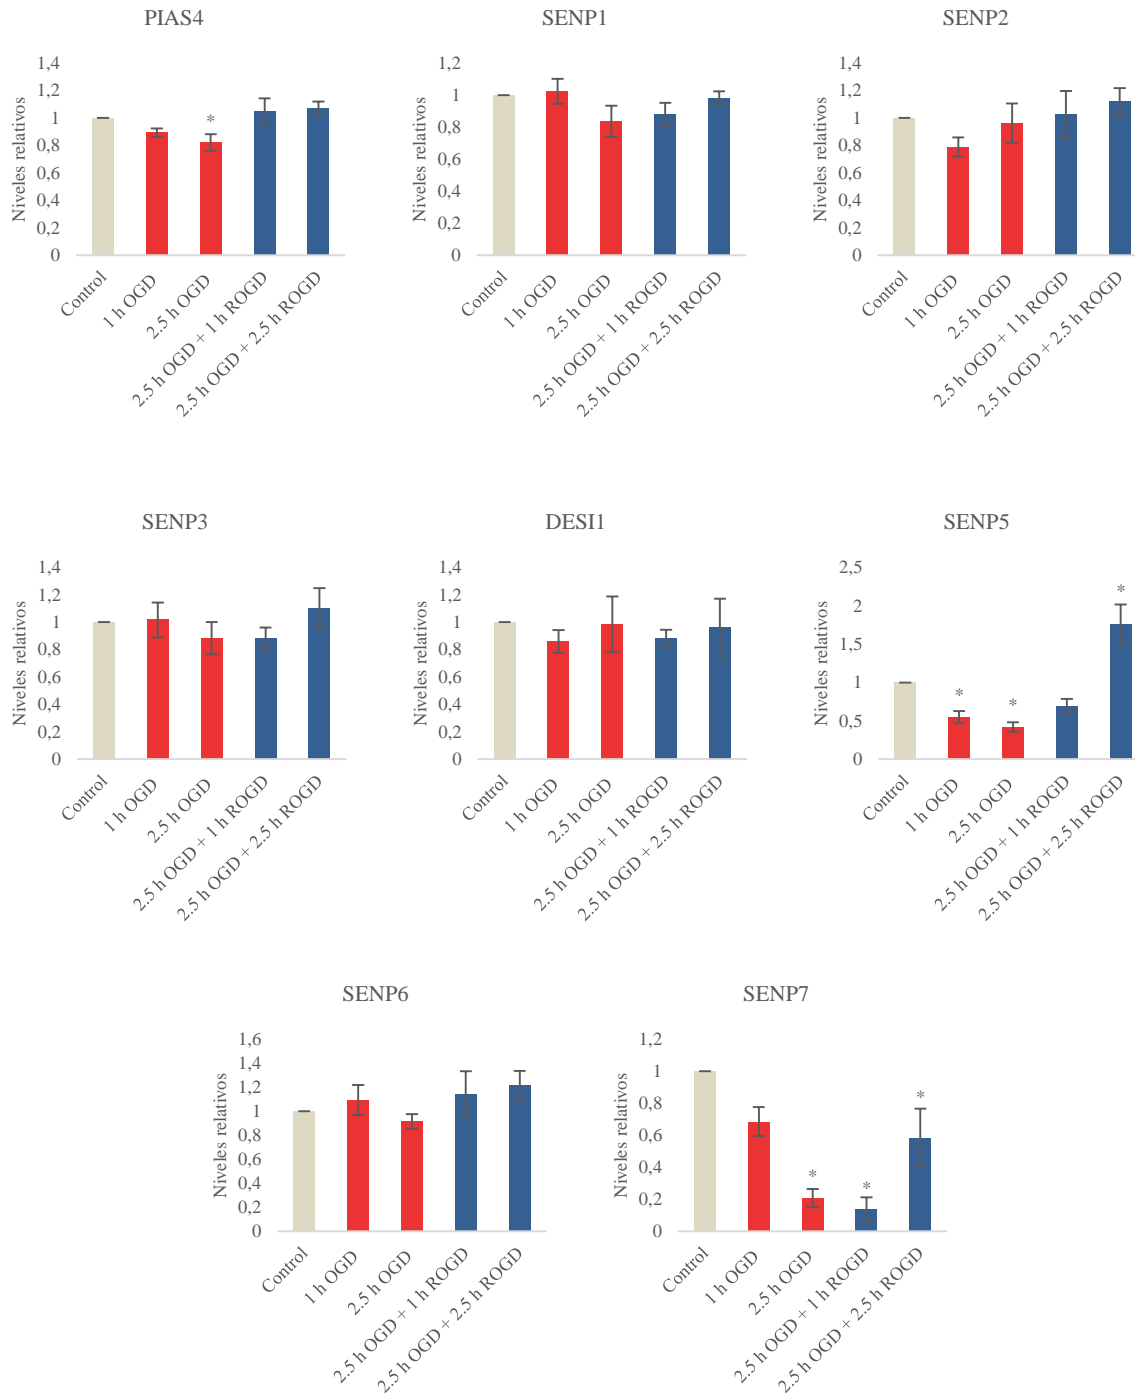 PIAS4
Niveles relativos
1,4
1,2
1
0,8
0,6
0,4
0,2
0
*
Control
1 h OGD
2.5 h OGD
2.5 h OGD + 1 h ROGD
2.5 h OGD + 2.5 h ROGD
SENP1
Niveles relativos
1,2
1
0,8
0,6
0,4
0,2
0
Control
1 h OGD
2.5 h OGD
2.5 h OGD + 1 h ROGD
2.5 h OGD + 2.5 h ROGD
SENP2
Niveles relativos
1,4
1,2
1
0,8
0,6
0,4
0,2
0
Control
1 h OGD
2.5 h OGD
2.5 h OGD + 1 h ROGD
2.5 h OGD + 2.5 h ROGD
SENP3
Niveles relativos
1,4
1,2
1
0,8
0,6
0,4
0,2
0
Control
1 h OGD
2.5 h OGD
2.5 h OGD + 1 h ROGD
2.5 h OGD + 2.5 h ROGD
DESI1
Niveles relativos
1,4
1,2
1
0,8
0,6
0,4
0,2
0
Control
1 h OGD
2.5 h OGD
2.5 h OGD + 1 h ROGD
2.5 h OGD + 2.5 h ROGD
SENP5
Niveles relativos
2,5
2
1,5
1
0,5
0
*
*
*
Control
1 h OGD
2.5 h OGD
2.5 h OGD + 1 h ROGD
2.5 h OGD + 2.5 h ROGD
SENP6
Niveles relativos
1,6
1,4
1,2
1
0,8
0,6
0,4
0,2
0
Control
1 h OGD
2.5 h OGD
2.5 h OGD + 1 h ROGD
2.5 h OGD + 2.5 h ROGD
SENP7
Niveles relativos
1,2
1
0,8
0,6
0,4
0,2
0
*
*
*
Control
1 h OGD
2.5 h OGD
2.5 h OGD + 1 h ROGD
2.5 h OGD + 2.5 h ROGD